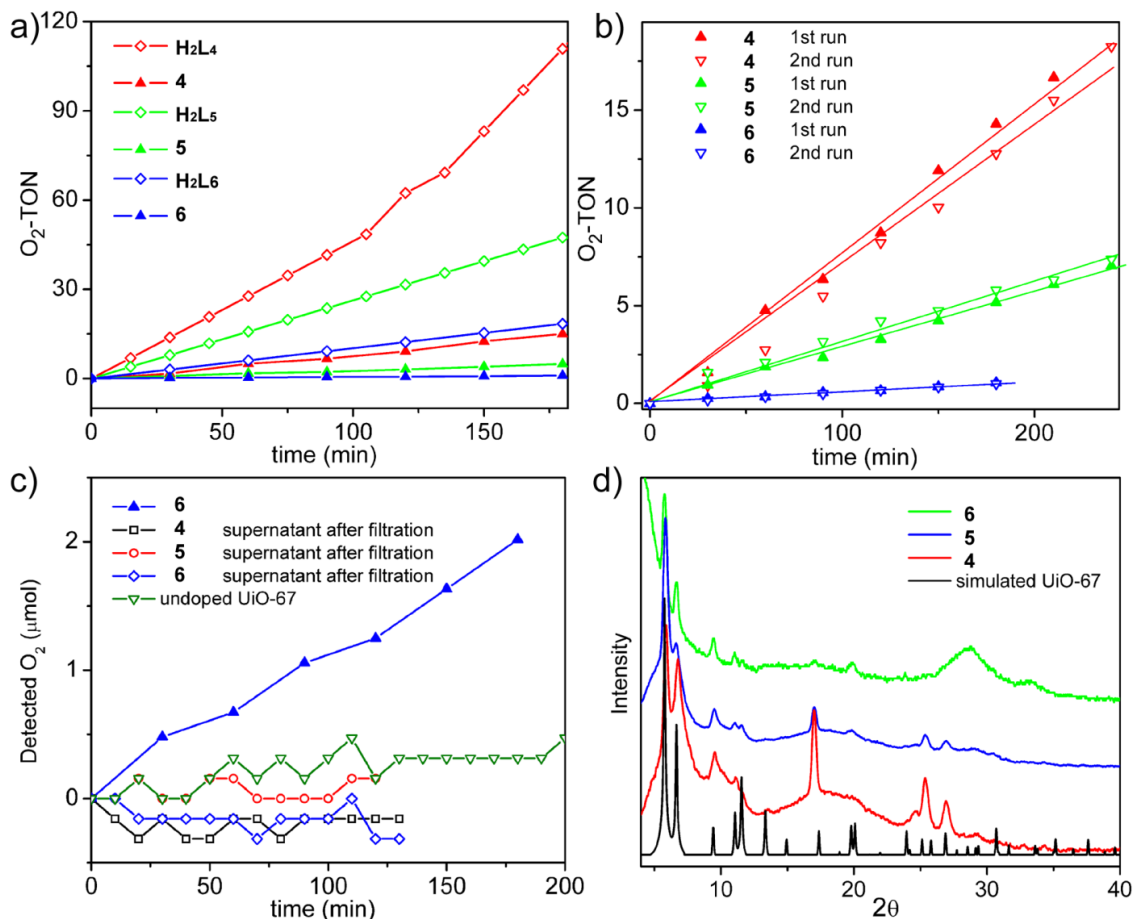 a)
120
90
60
30
0
O₂-TON
H₂L₄
4
H₂L₅
5
H₂L₆
6
0 50 100 150
time (min)
b)
15
10
5
0
O₂-TON
4 1st run
4 2nd run
5 1st run
5 2nd run
6 1st run
6 2nd run
0 100 200
time (min)
c)
2
1
0
Detected O₂ (μmol)
6
4 supernatant after filtration
5 supernatant after filtration
6 supernatant after filtration
undoped UiO-67
0 50 100 150 200
time (min)
d)
Intensity
6
5
4
simulated UiO-67
10 20 30 40
2θ